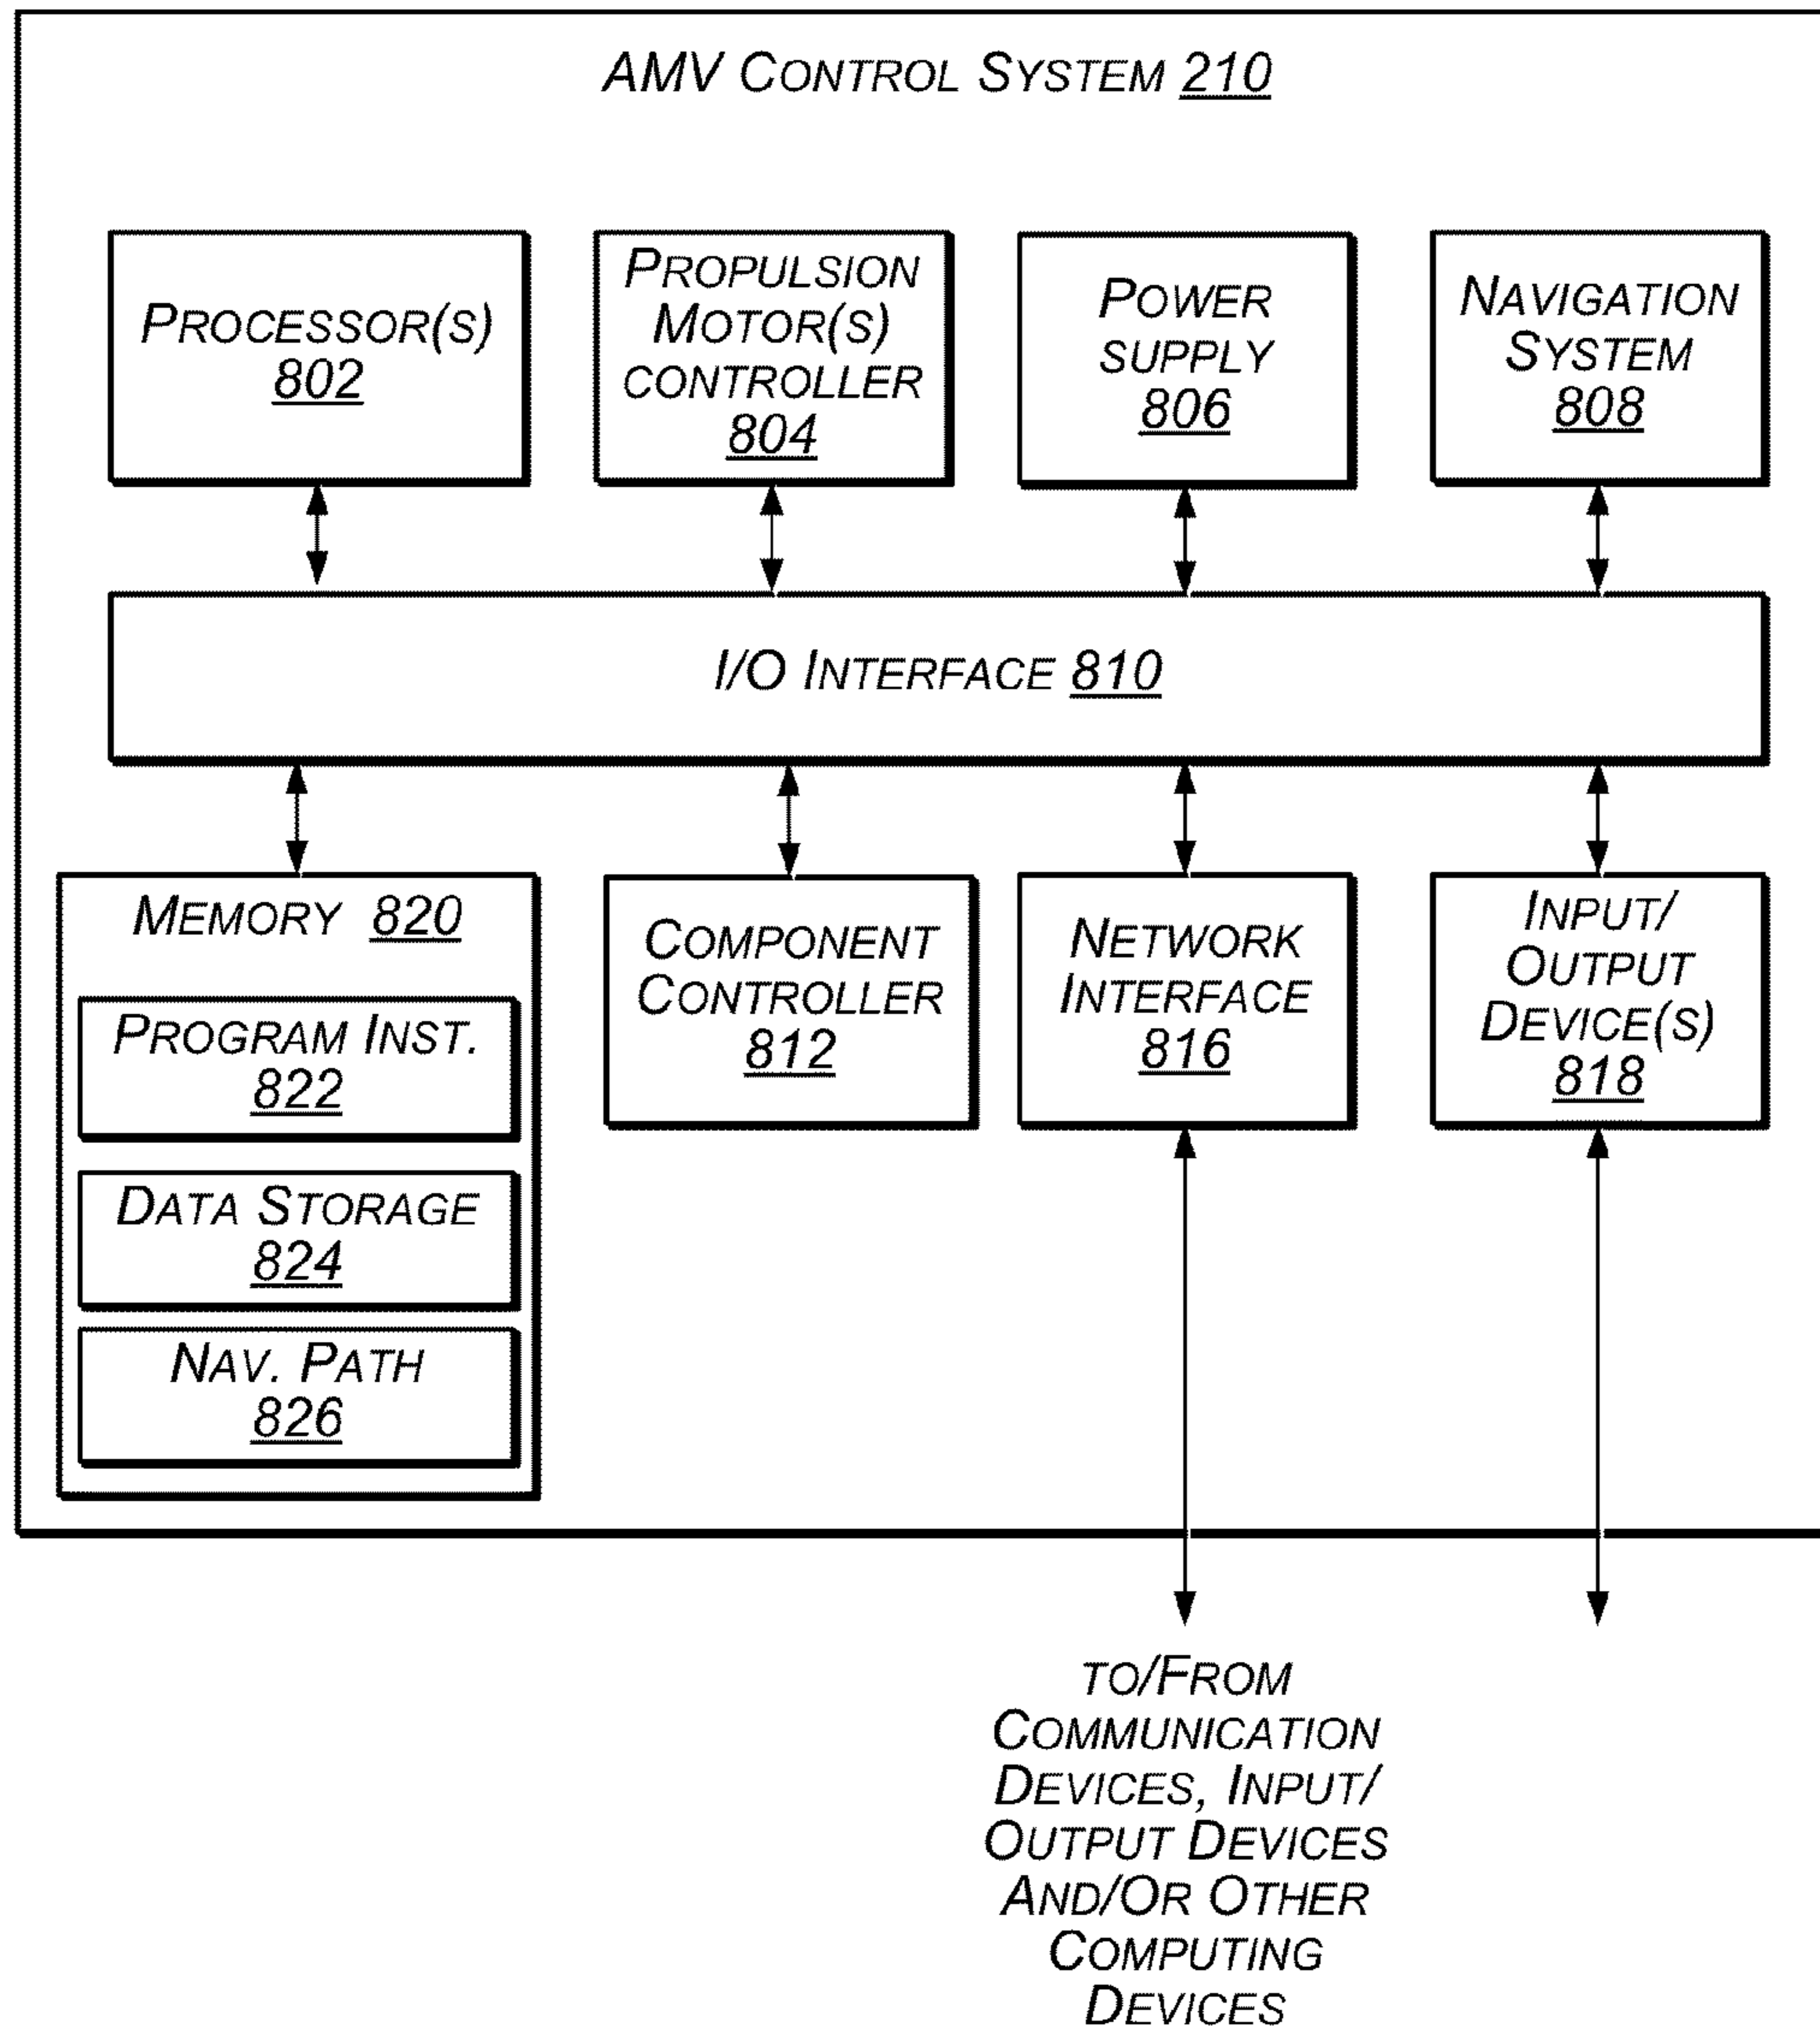 AMV CONTROL SYSTEM 210
PROCESSOR(S)
802
PROPULSION
MOTOR(S)
CONTROLLER
804
POWER
SUPPLY
806
NAVIGATION
SYSTEM
808
I/O INTERFACE 810
MEMORY 820
PROGRAM INST.
822
DATA STORAGE
824
NAV. PATH
826
COMPONENT
CONTROLLER
812
NETWORK
INTERFACE
816
INPUT/
OUTPUT
DEVICE(S)
818
TO/FROM
COMMUNICATION
DEVICES, INPUT/
OUTPUT DEVICES
AND/OR OTHER
COMPUTING
DEVICES